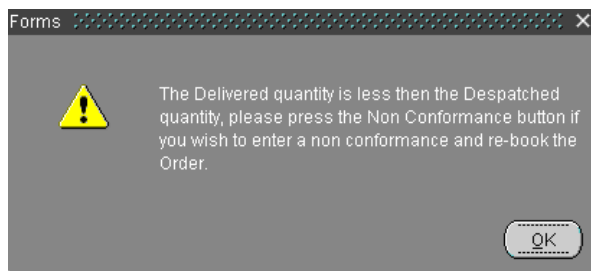 Forms
The Delivered quantity is less then the Despatched
quantity, please press the Non Conformance button if
you wish to enter a non conformance and re-book the
Order.
OK